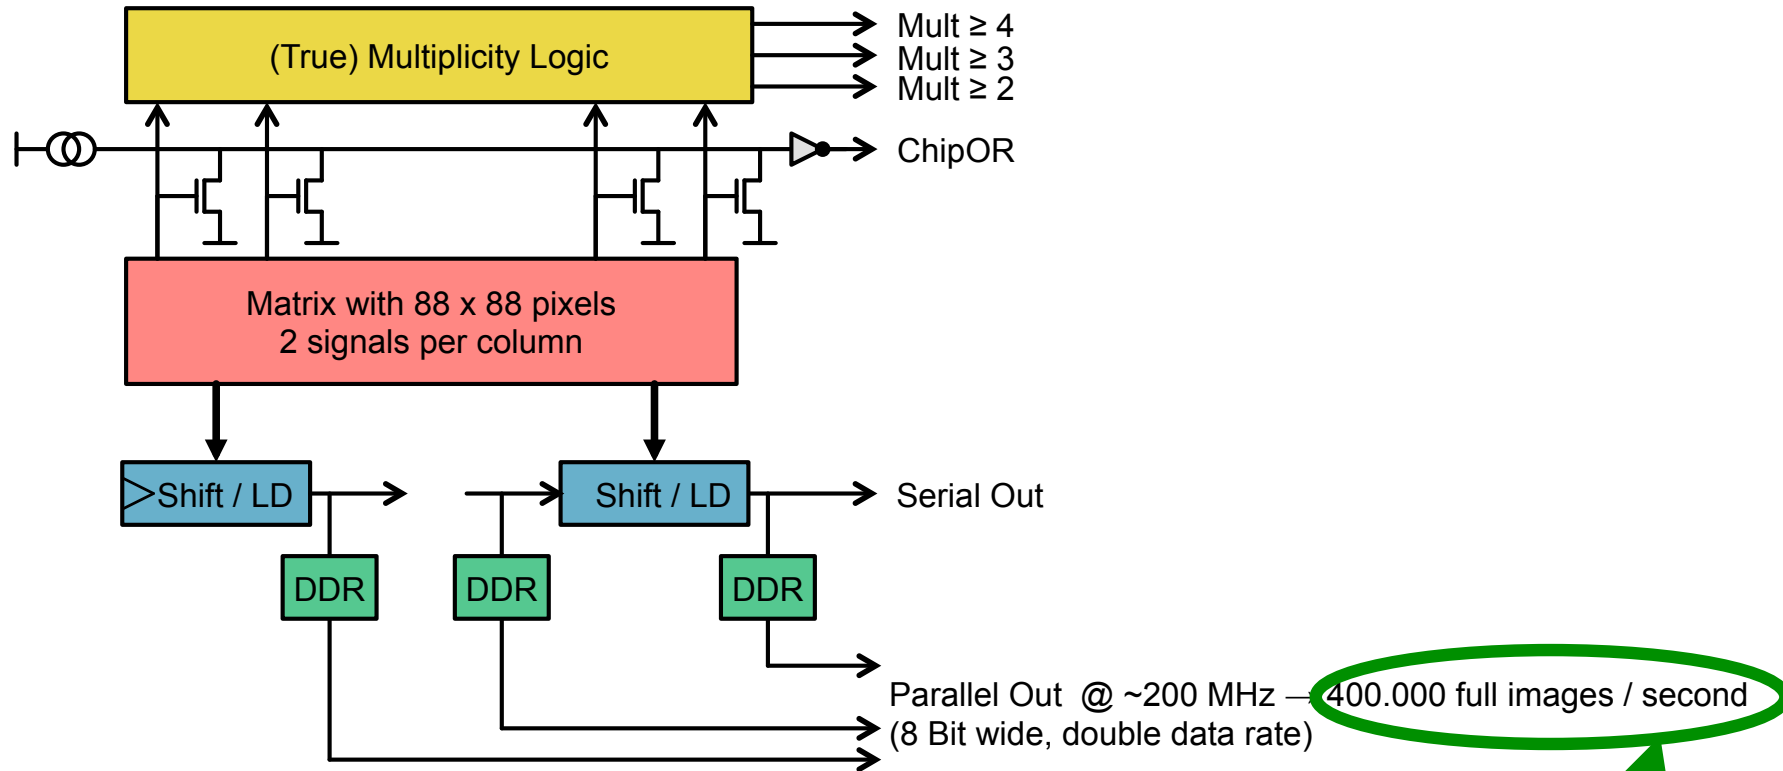 (True) Multiplicity Logic
Mult ≥ 4
Mult ≥ 3
Mult ≥ 2
ChipOR
Matrix with 88 x 88 pixels
2 signals per column
Shift / LD
Shift / LD
Serial Out
DDR
DDR
DDR
Parallel Out @ ~200 MHz → 400.000 full images / second
(8 Bit wide, double data rate)